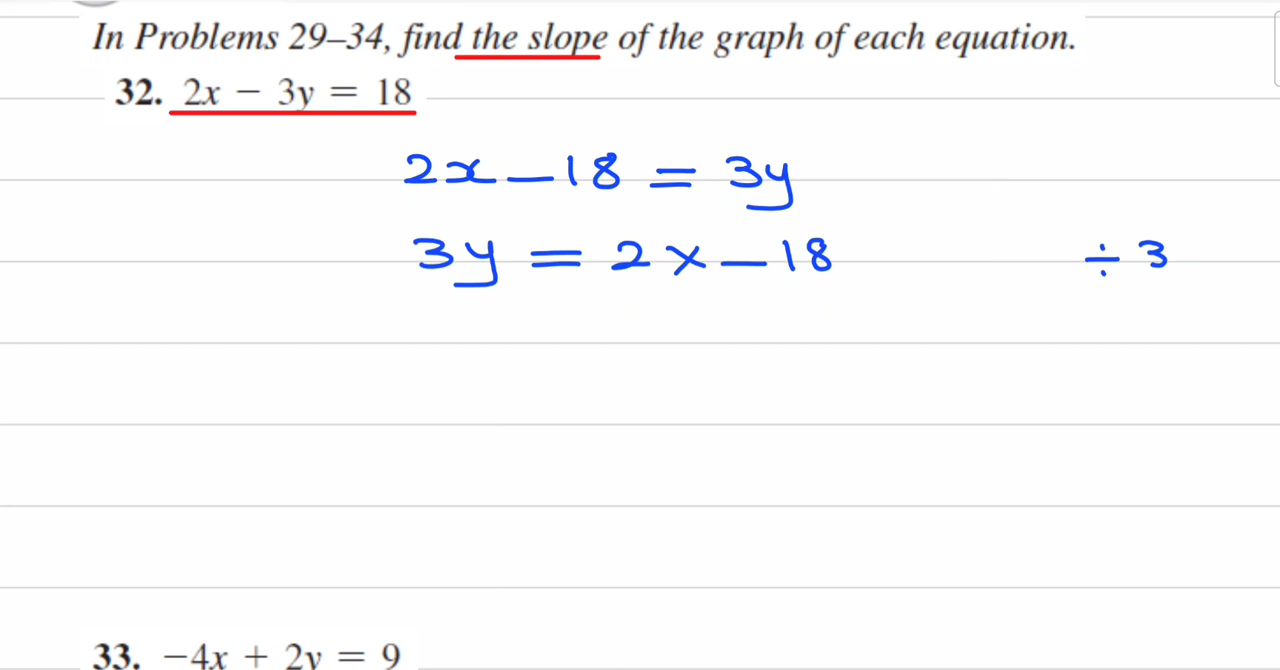 In Problems 29–34, find the slope of the graph of each equation.
32. 2x − 3y = 18
2x − 18 = 3y
3y = 2x − 18 ÷ 3
33. −4x + 2y = 9